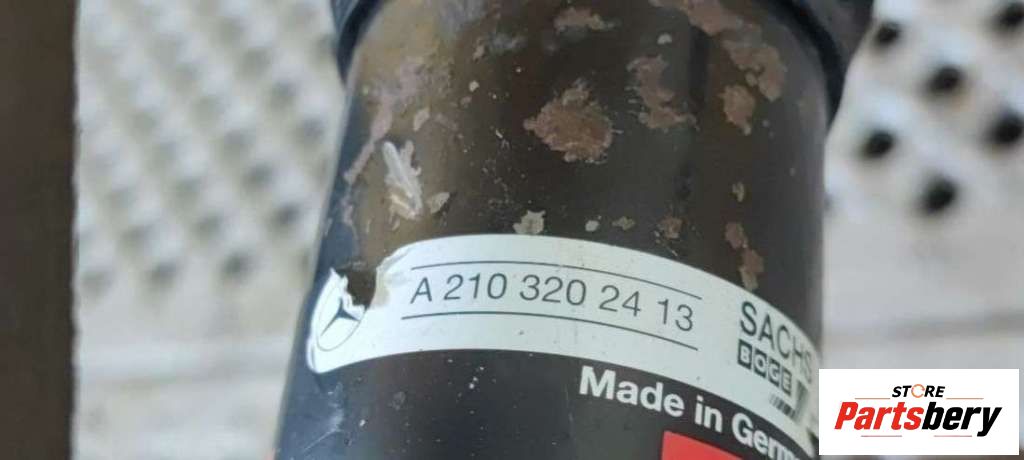 A 210 320 24 13
SACHS
BOGE
Made in Germ
STORE
Partsbery